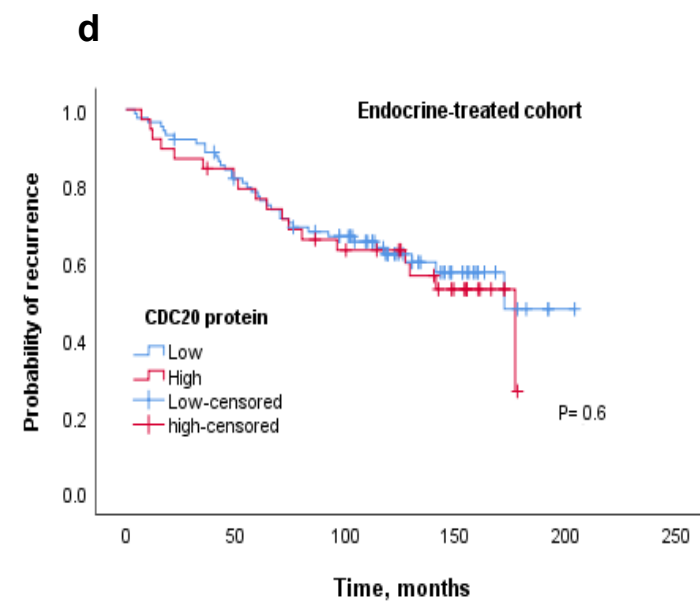 d
Endocrine-treated cohort
Probability of recurrence
1.0
0.8
0.6
0.4
0.2
0.0
CDC20 protein
Low
High
Low-censored
high-censored
P= 0.6
0 50 100 150 200 250
Time, months